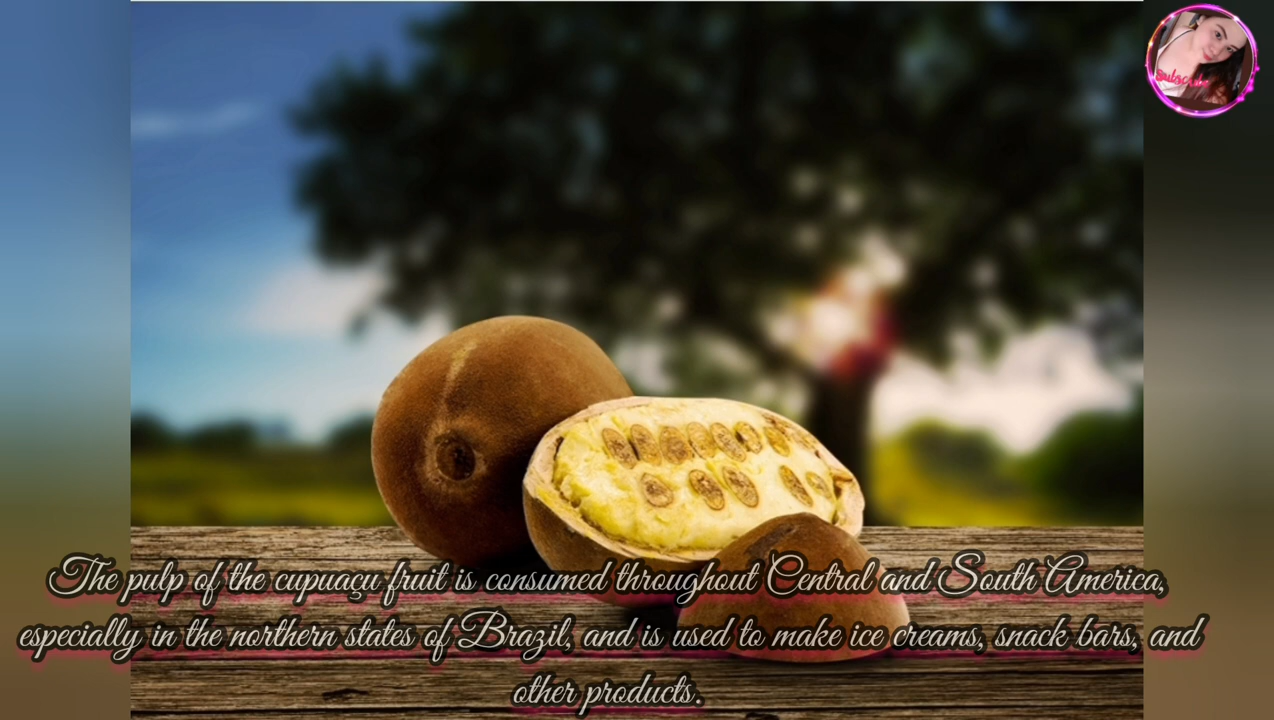 Subscribe
The pulp of the cupuaçu fruit is consumed throughout Central and South America,
especially in the northern states of Brazil, and is used to make ice creams, snack bars, and
other products.